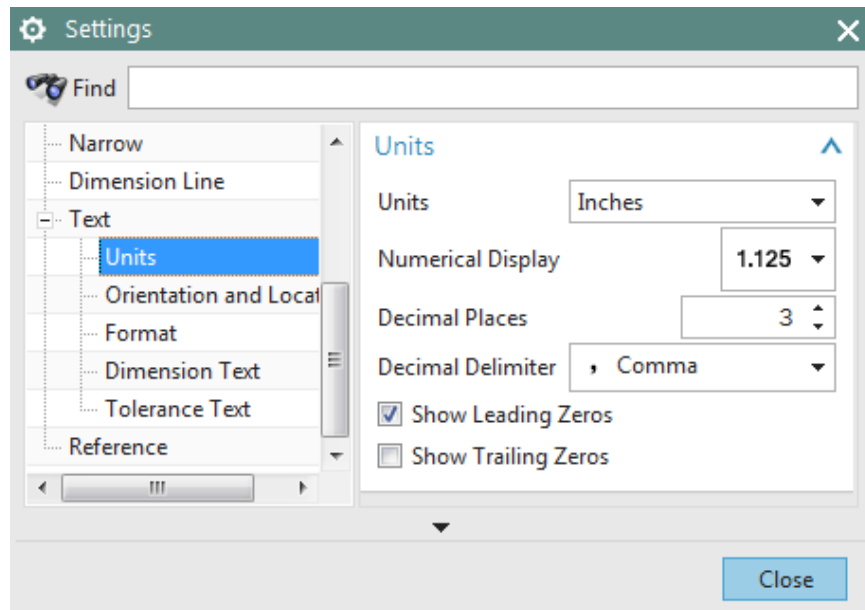 Settings
Find
Narrow
Dimension Line
Text
Units
Orientation and Locat
Format
Dimension Text
Tolerance Text
Reference
Units
Units Inches
Numerical Display 1.125
Decimal Places 3
Decimal Delimiter , Comma
Show Leading Zeros
Show Trailing Zeros
Close